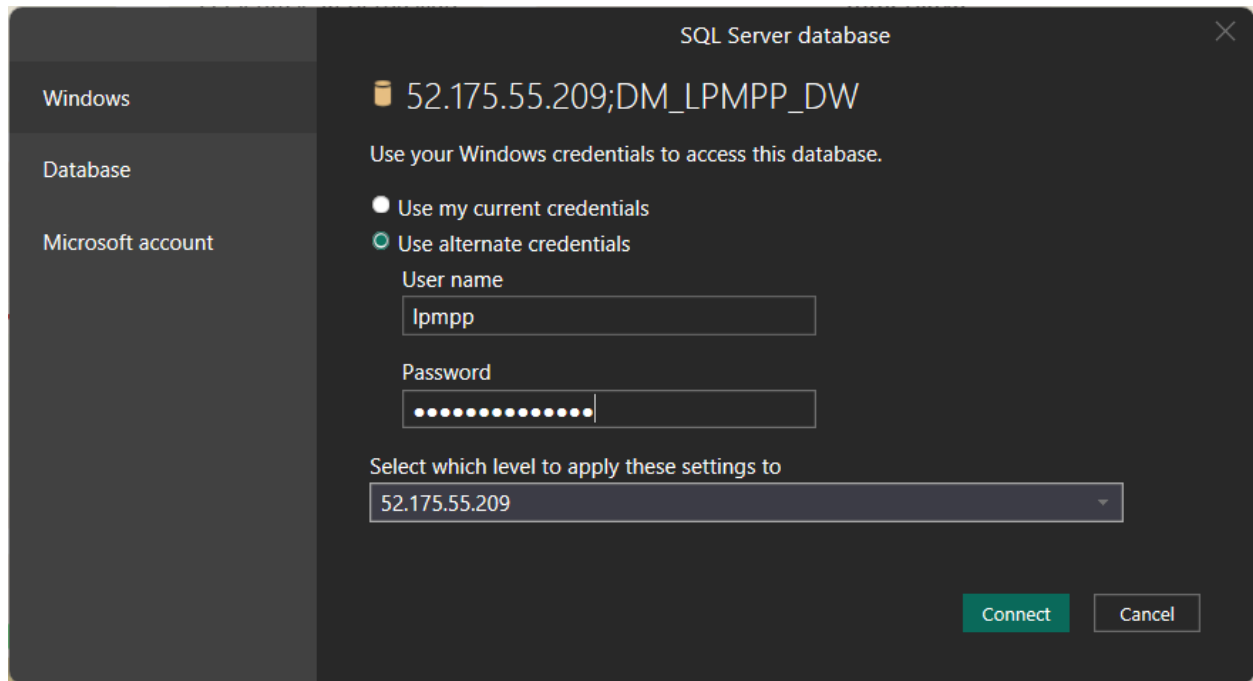 SQL Server database
Windows
Database
Microsoft account
52.175.55.209;DM_LPMPP_DW
Use your Windows credentials to access this database.
Use my current credentials
Use alternate credentials
User name
lpmpp
Password
Select which level to apply these settings to
52.175.55.209
Connect
Cancel